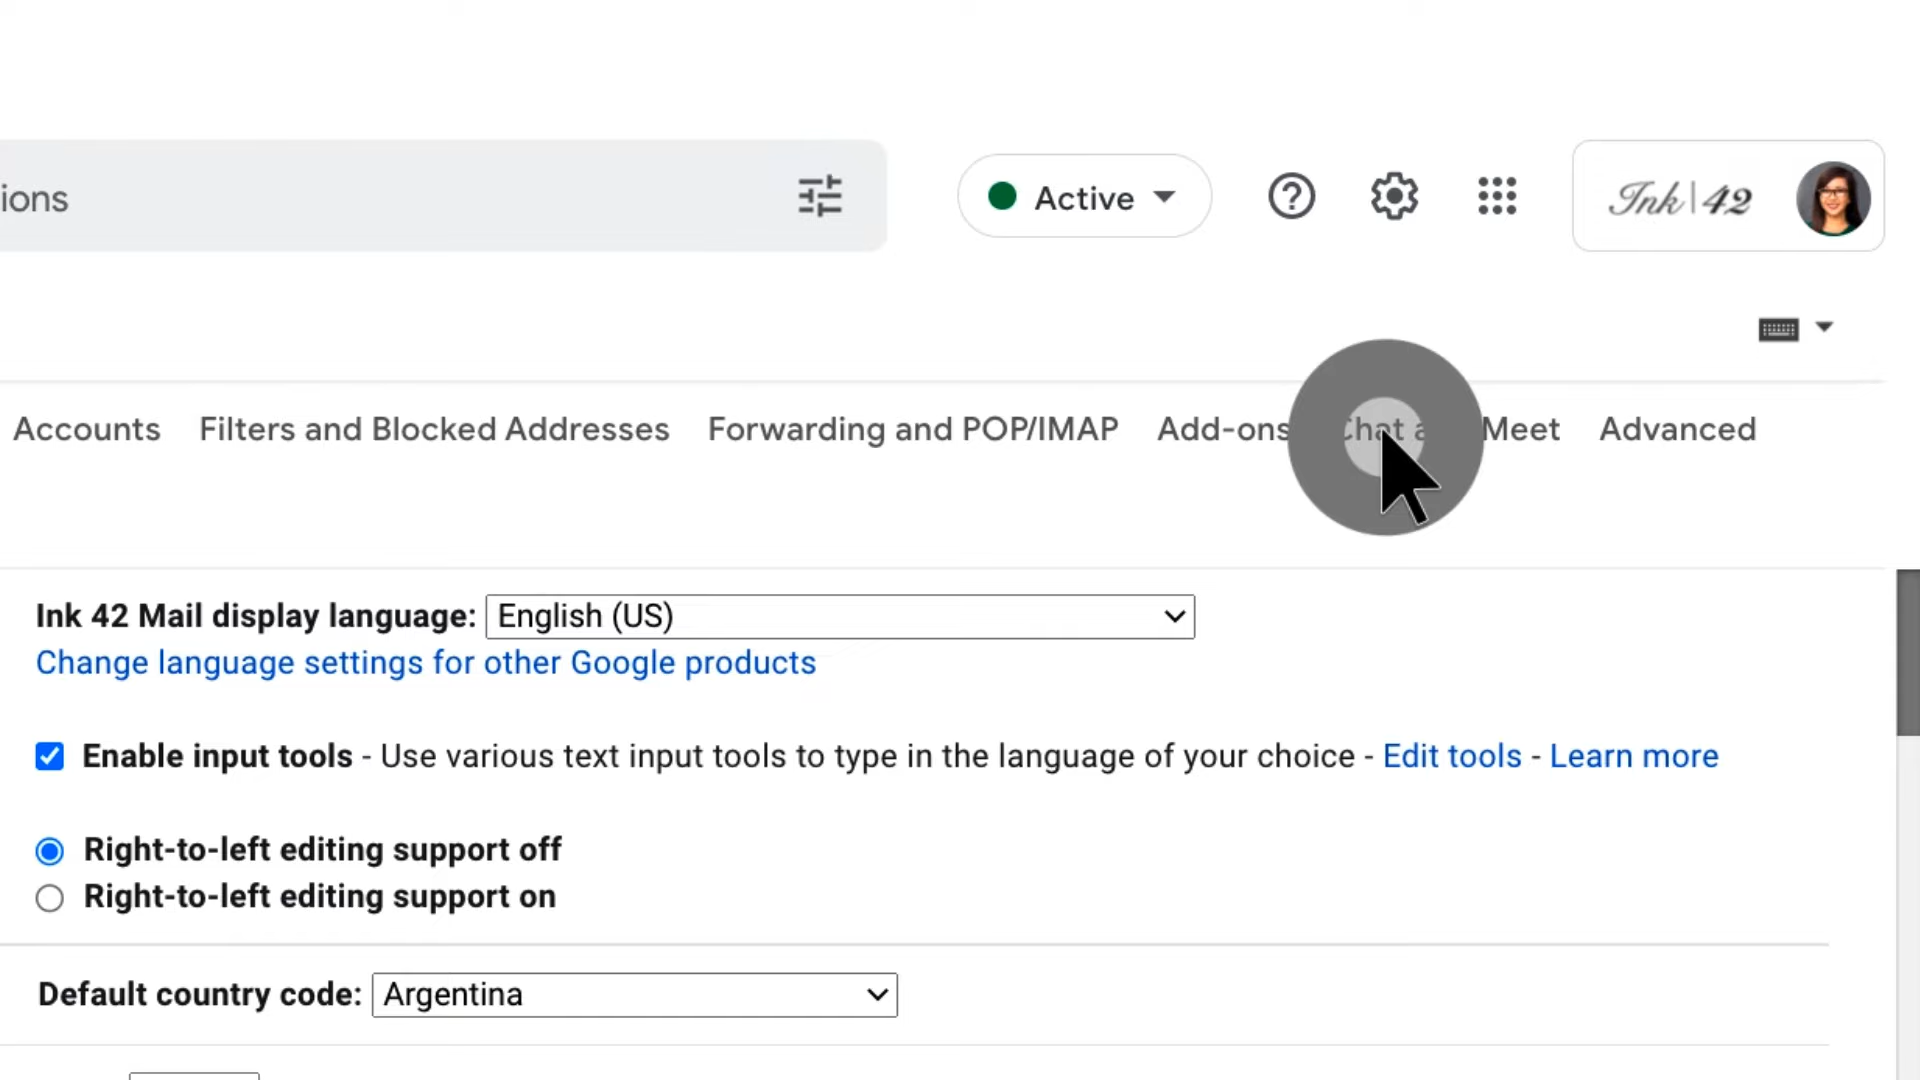 ions
Active
Ink|42
Accounts Filters and Blocked Addresses Forwarding and POP/IMAP Add-ons Chat Meet Advanced
Ink 42 Mail display language: English (US)
Change language settings for other Google products
Enable input tools - Use various text input tools to type in the language of your choice - Edit tools - Learn more
Right-to-left editing support off
Right-to-left editing support on
Default country code: Argentina